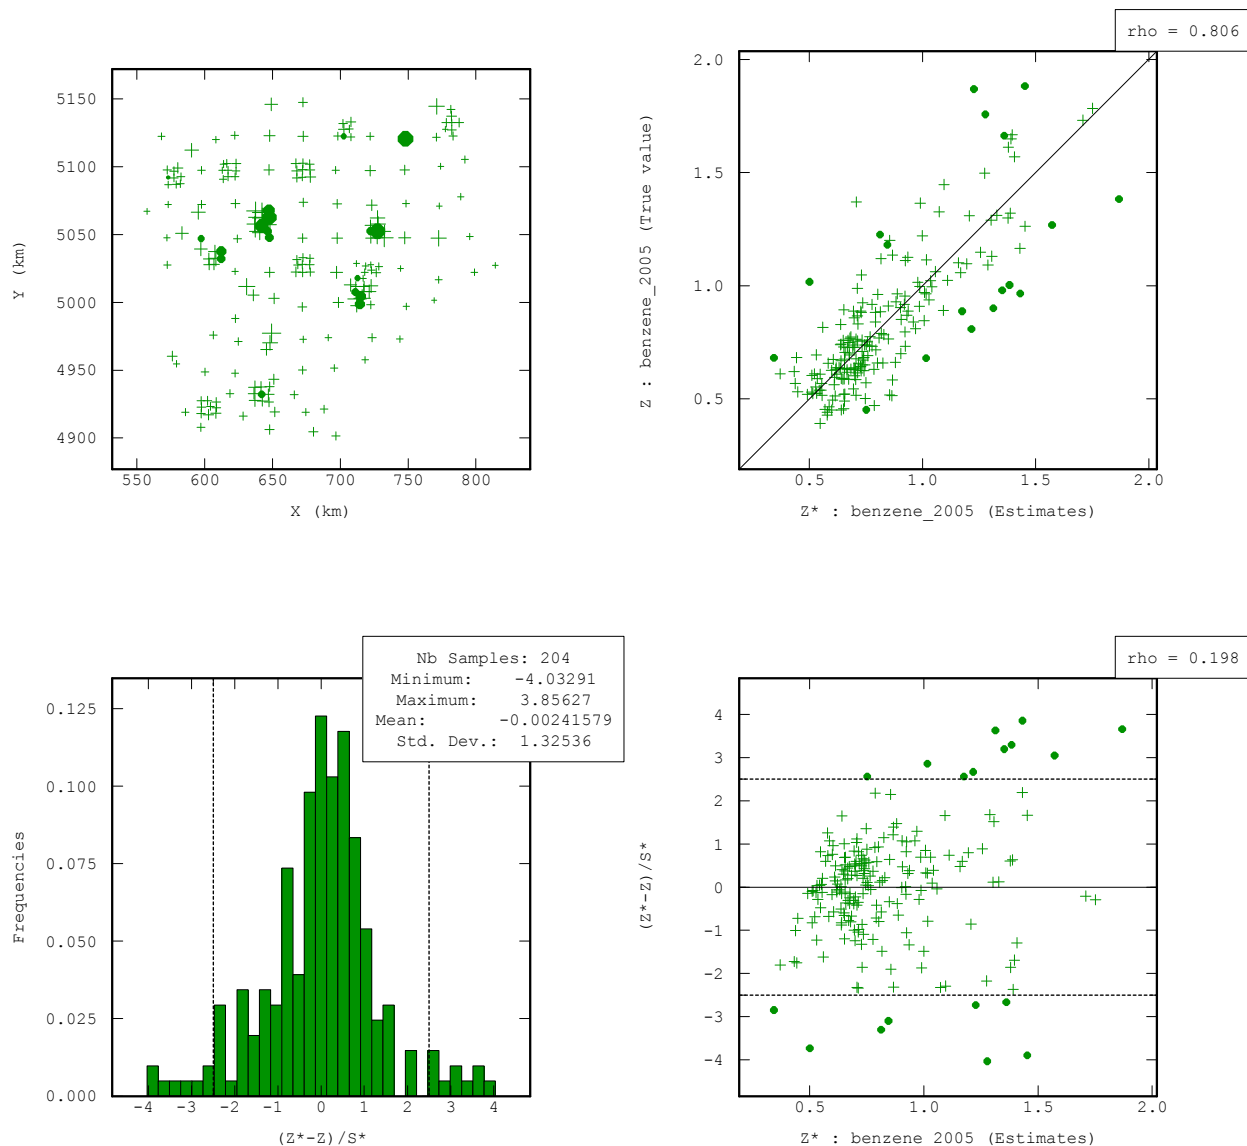 rho = 0.806
5150
5100
5050
5000
4950
4900
Y (km)
550 600 650 700 750 800
X (km)
2.0
1.5
1.0
0.5
Z : benzene_2005 (True value)
0.5 1.0 1.5 2.0
Z* : benzene_2005 (Estimates)
Nb Samples: 204
Minimum: -4.03291
Maximum: 3.85627
Mean: -0.00241579
Std. Dev.: 1.32536
0.125
0.100
0.075
0.050
0.025
0.000
Frequencies
-4 -3 -2 -1 0 1 2 3 4
(Z*-Z)/S*
rho = 0.198
4
3
2
1
0
-1
-2
-3
-4
(Z*-Z)/S*
0.5 1.0 1.5 2.0
Z* : benzene 2005 (Estimates)